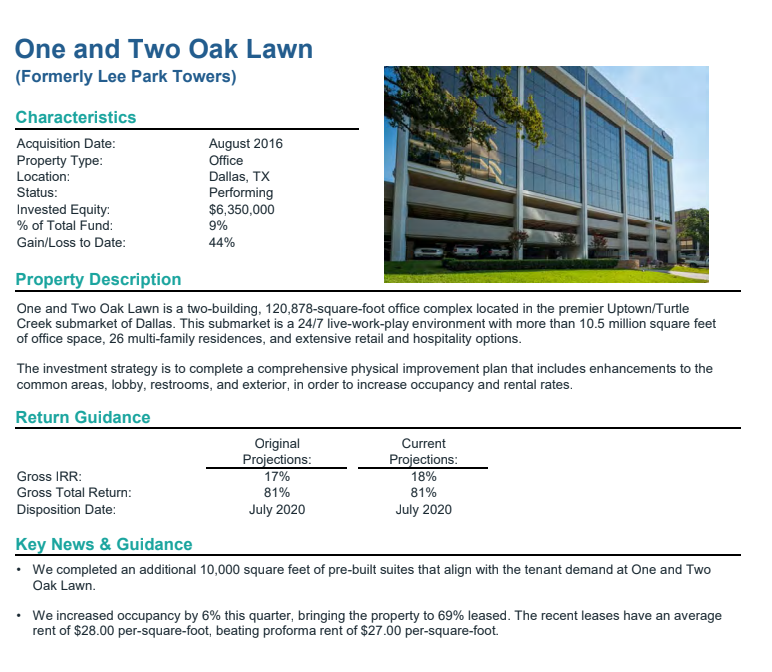 One and Two Oak Lawn
(Formerly Lee Park Towers)
Characteristics
Acquisition Date: August 2016
Property Type: Office
Location: Dallas, TX
Status: Performing
Invested Equity: $6,350,000
% of Total Fund: 9%
Gain/Loss to Date: 44%
Property Description
One and Two Oak Lawn is a two-building, 120,878-square-foot office complex located in the premier Uptown/Turtle
Creek submarket of Dallas. This submarket is a 24/7 live-work-play environment with more than 10.5 million square feet
of office space, 26 multi-family residences, and extensive retail and hospitality options.
The investment strategy is to complete a comprehensive physical improvement plan that includes enhancements to the
common areas, lobby, restrooms, and exterior, in order to increase occupancy and rental rates.
Return Guidance
Original Current
Projections: Projections:
Gross IRR: 17% 18%
Gross Total Return: 81% 81%
Disposition Date: July 2020 July 2020
Key News & Guidance
• We completed an additional 10,000 square feet of pre-built suites that align with the tenant demand at One and Two
Oak Lawn.
• We increased occupancy by 6% this quarter, bringing the property to 69% leased. The recent leases have an average
rent of $28.00 per-square-foot, beating proforma rent of $27.00 per-square-foot.